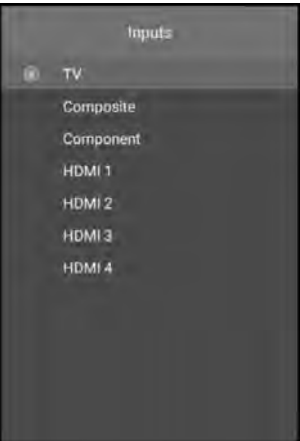 Inputs
TV
Composite
Component
HDMI 1
HDMI 2
HDMI 3
HDMI 4